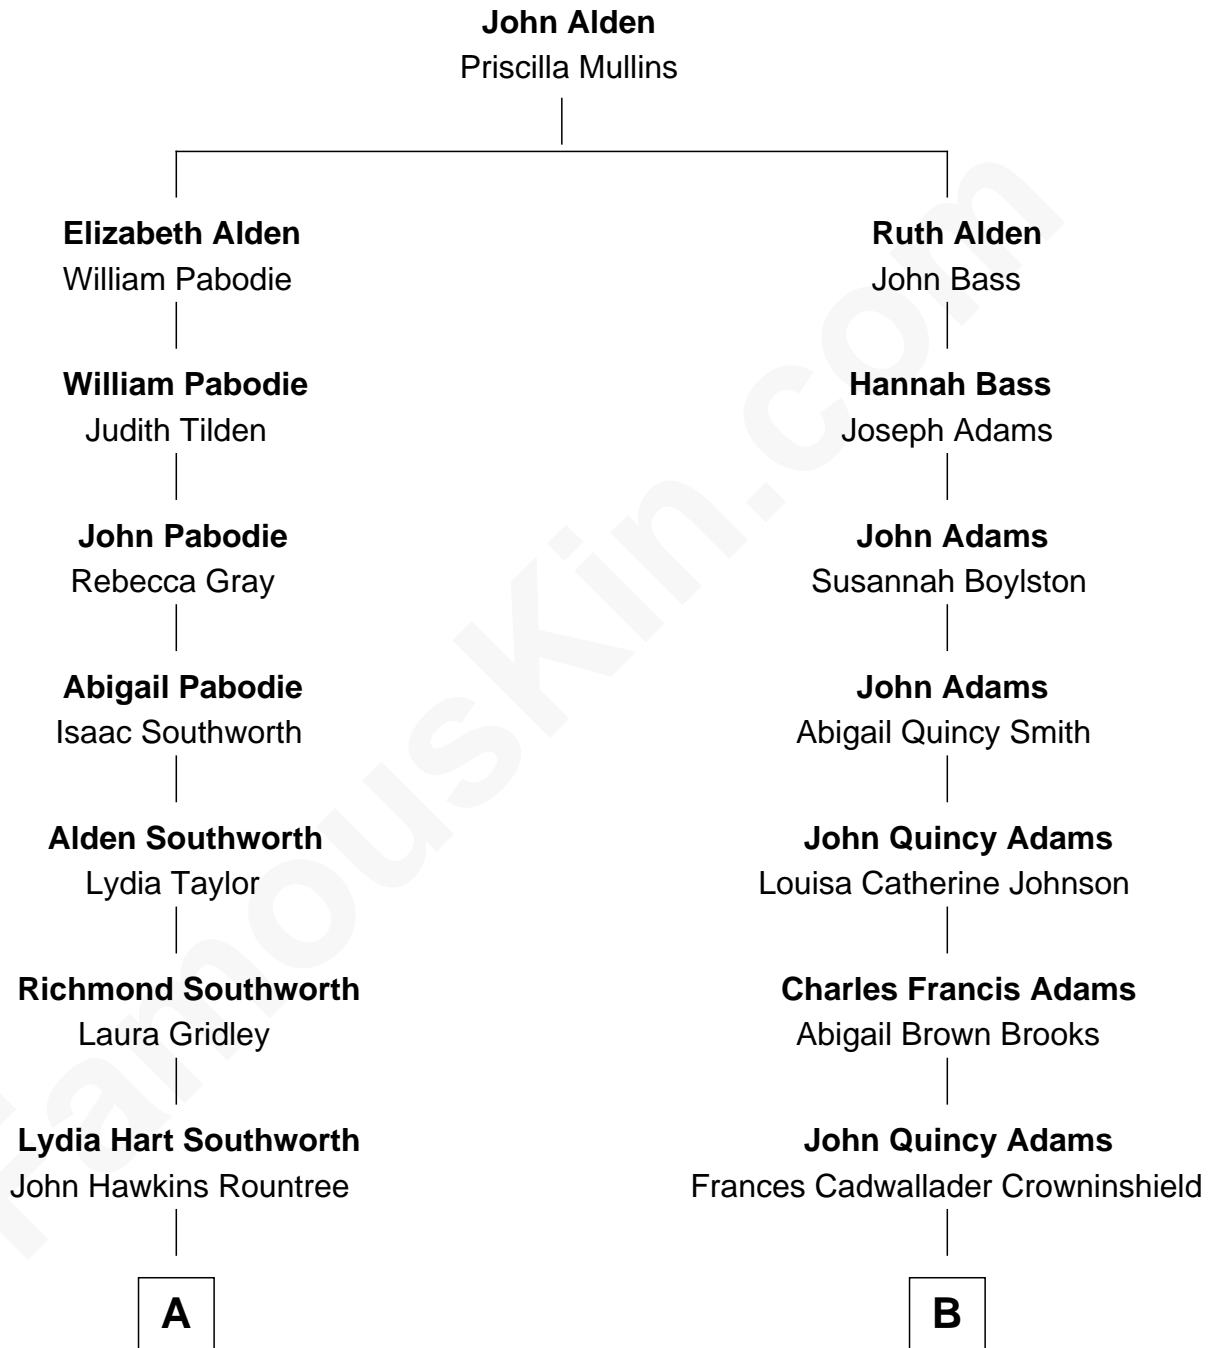 John Alden
Priscilla Mullins
Elizabeth Alden
William Pabodie
Ruth Alden
John Bass
William Pabodie
Judith Tilden
Hannah Bass
Joseph Adams
John Pabodie
Rebecca Gray
John Adams
Susannah Boylston
Abigail Pabodie
Isaac Southworth
John Adams
Abigail Quincy Smith
Alden Southworth
Lydia Taylor
John Quincy Adams
Louisa Catherine Johnson
Richmond Southworth
Laura Gridley
Charles Francis Adams
Abigail Brown Brooks
Lydia Hart Southworth
John Hawkins Rountree
John Quincy Adams
Frances Cadwallader Crowninshield
A
B
FamousKin.com